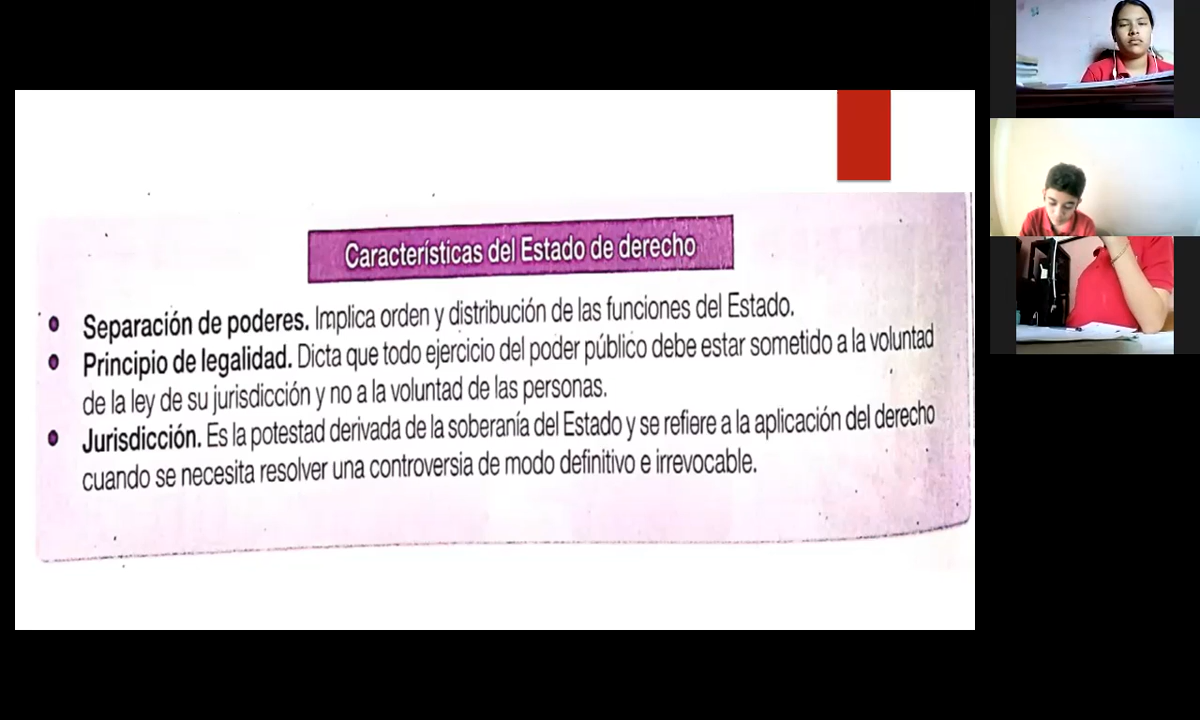 Características del Estado de derecho
Separación de poderes. Implica orden y distribución de las funciones del Estado.
Principio de legalidad. Dicta que todo ejercicio del poder público debe estar sometido a la voluntad
de la ley de su jurisdicción y no a la voluntad de las personas.
Jurisdicción. Es la potestad derivada de la soberanía del Estado y se refiere a la aplicación del derecho
cuando se necesita resolver una controversia de modo definitivo e irrevocable.